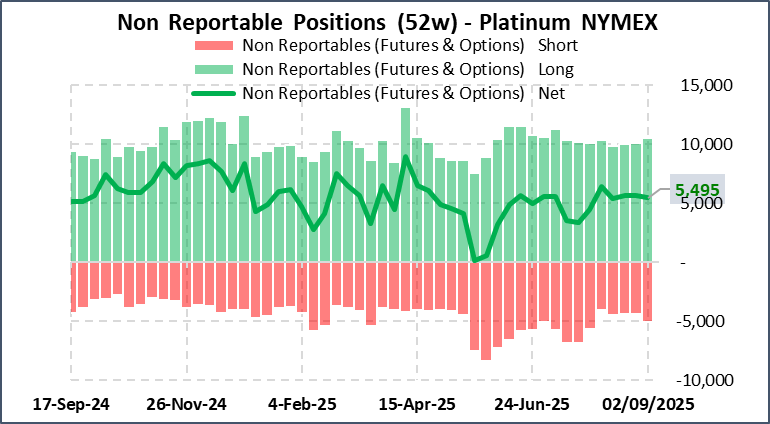 Non Reportable Positions (52w) - Platinum NYMEX
Non Reportables (Futures & Options) Short
Non Reportables (Futures & Options) Long
Non Reportables (Futures & Options) Net
15,000
10,000
5,495
5,000
-
-5,000
-10,000
17-Sep-24 26-Nov-24 4-Feb-25 15-Apr-25 24-Jun-25 02/09/2025